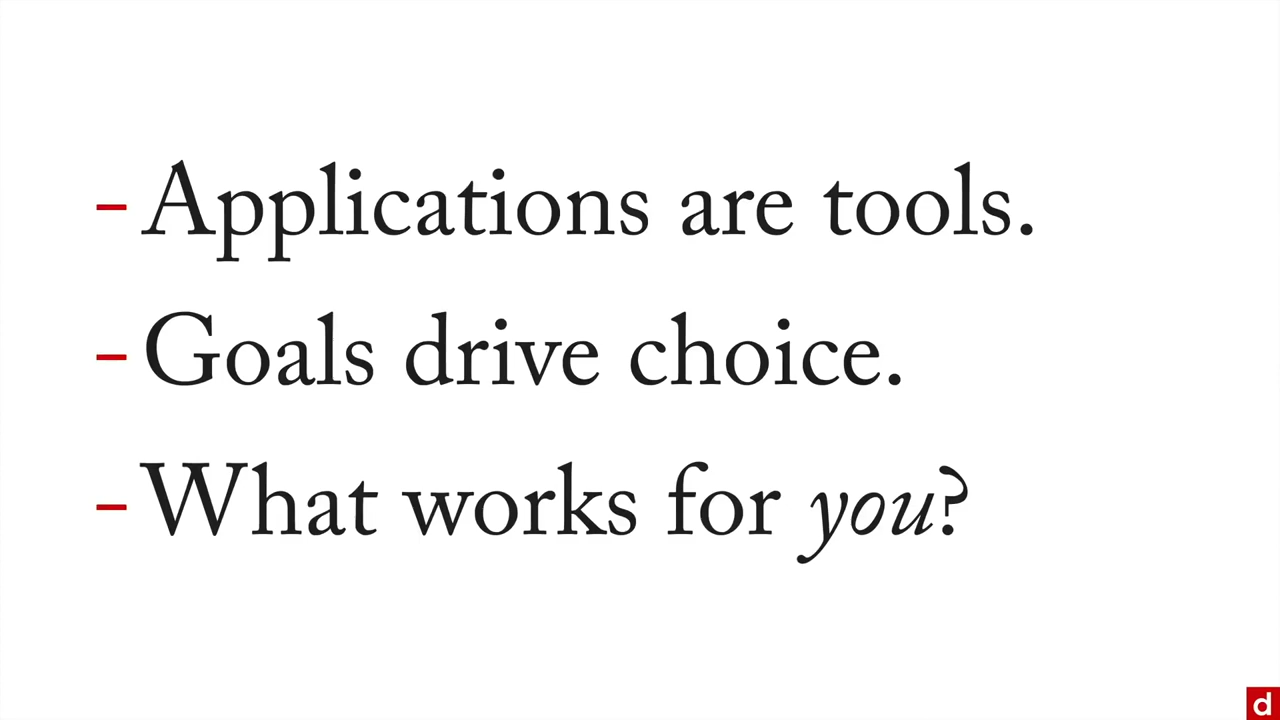 - Applications are tools.
- Goals drive choice.
- What works for you?
d